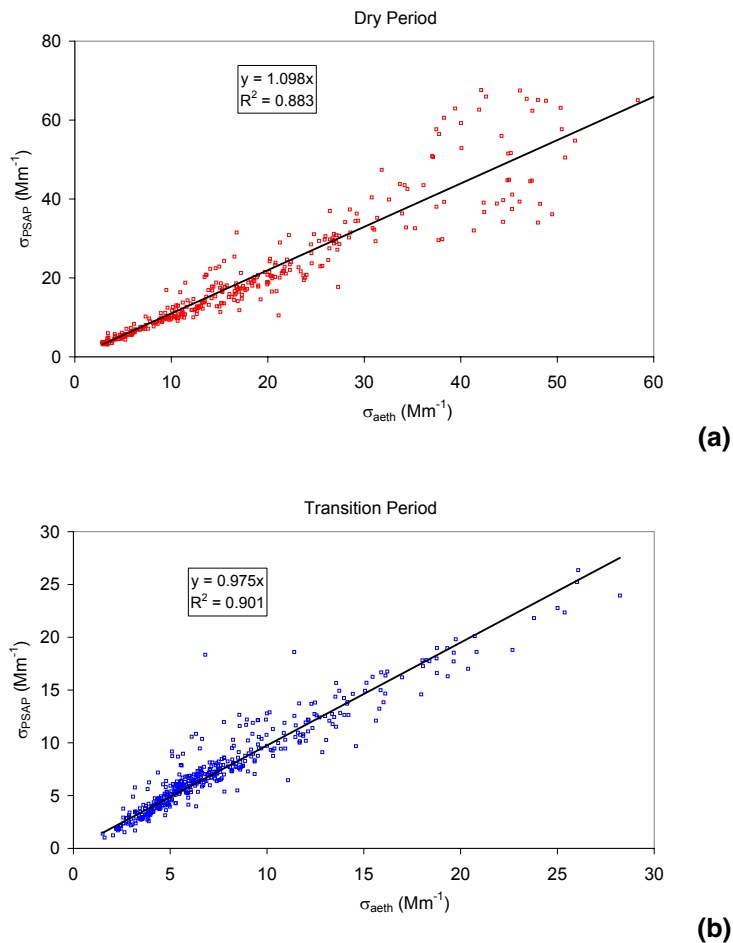 Dry Period
80
60
40
20
0
y = 1.098x
R² = 0.883
σPSAP (Mm⁻¹)
0 10 20 30 40 50 60
σaeth (Mm⁻¹)
(a)
Transition Period
30
25
20
15
10
5
0
y = 0.975x
R² = 0.901
σPSAP (Mm⁻¹)
0 5 10 15 20 25 30
σaeth (Mm⁻¹)
(b)